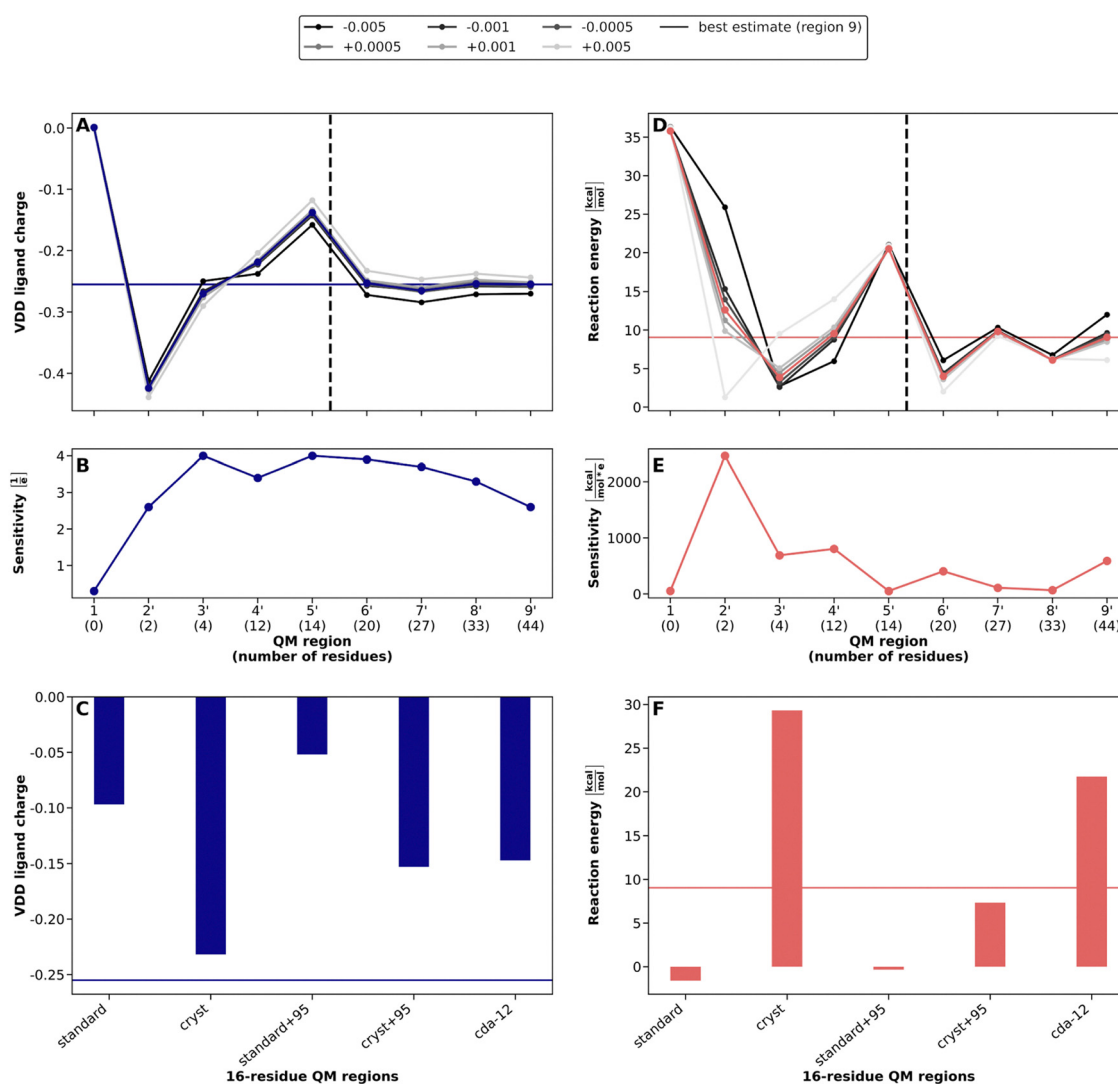 -0.005 -0.001 -0.0005 best estimate (region 9)
+0.0005 +0.001 +0.005
A
VDD ligand charge
0.0
-0.1
-0.2
-0.3
-0.4
D
Reaction energy [kcal/mol]
35
30
25
20
15
10
5
0
B
Sensitivity [1/e]
4
3
2
1
1 2' 3' 4' 5' 6' 7' 8' 9'
(0) (2) (4) (12) (14) (20) (27) (33) (44)
QM region
(number of residues)
E
Sensitivity [kcal/mol*e]
2000
1000
0
1 2' 3' 4' 5' 6' 7' 8' 9'
(0) (2) (4) (12) (14) (20) (27) (33) (44)
QM region
(number of residues)
C
VDD ligand charge
0.00
-0.05
-0.10
-0.15
-0.20
-0.25
standard cryst standard+95 cryst+95 cda-12
16-residue QM regions
F
Reaction energy [kcal/mol]
30
25
20
15
10
5
0
standard cryst standard+95 cryst+95 cda-12
16-residue QM regions